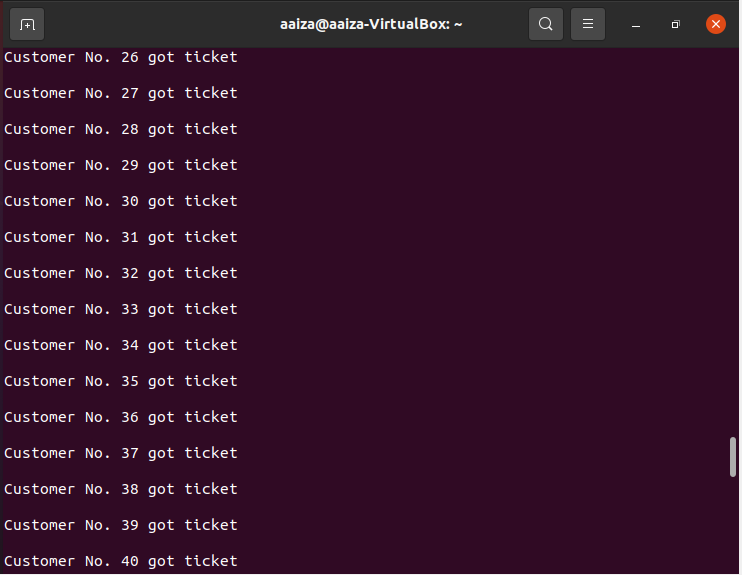 aaiza@aaiza-VirtualBox: ~
Customer No. 26 got ticket
Customer No. 27 got ticket
Customer No. 28 got ticket
Customer No. 29 got ticket
Customer No. 30 got ticket
Customer No. 31 got ticket
Customer No. 32 got ticket
Customer No. 33 got ticket
Customer No. 34 got ticket
Customer No. 35 got ticket
Customer No. 36 got ticket
Customer No. 37 got ticket
Customer No. 38 got ticket
Customer No. 39 got ticket
Customer No. 40 got ticket